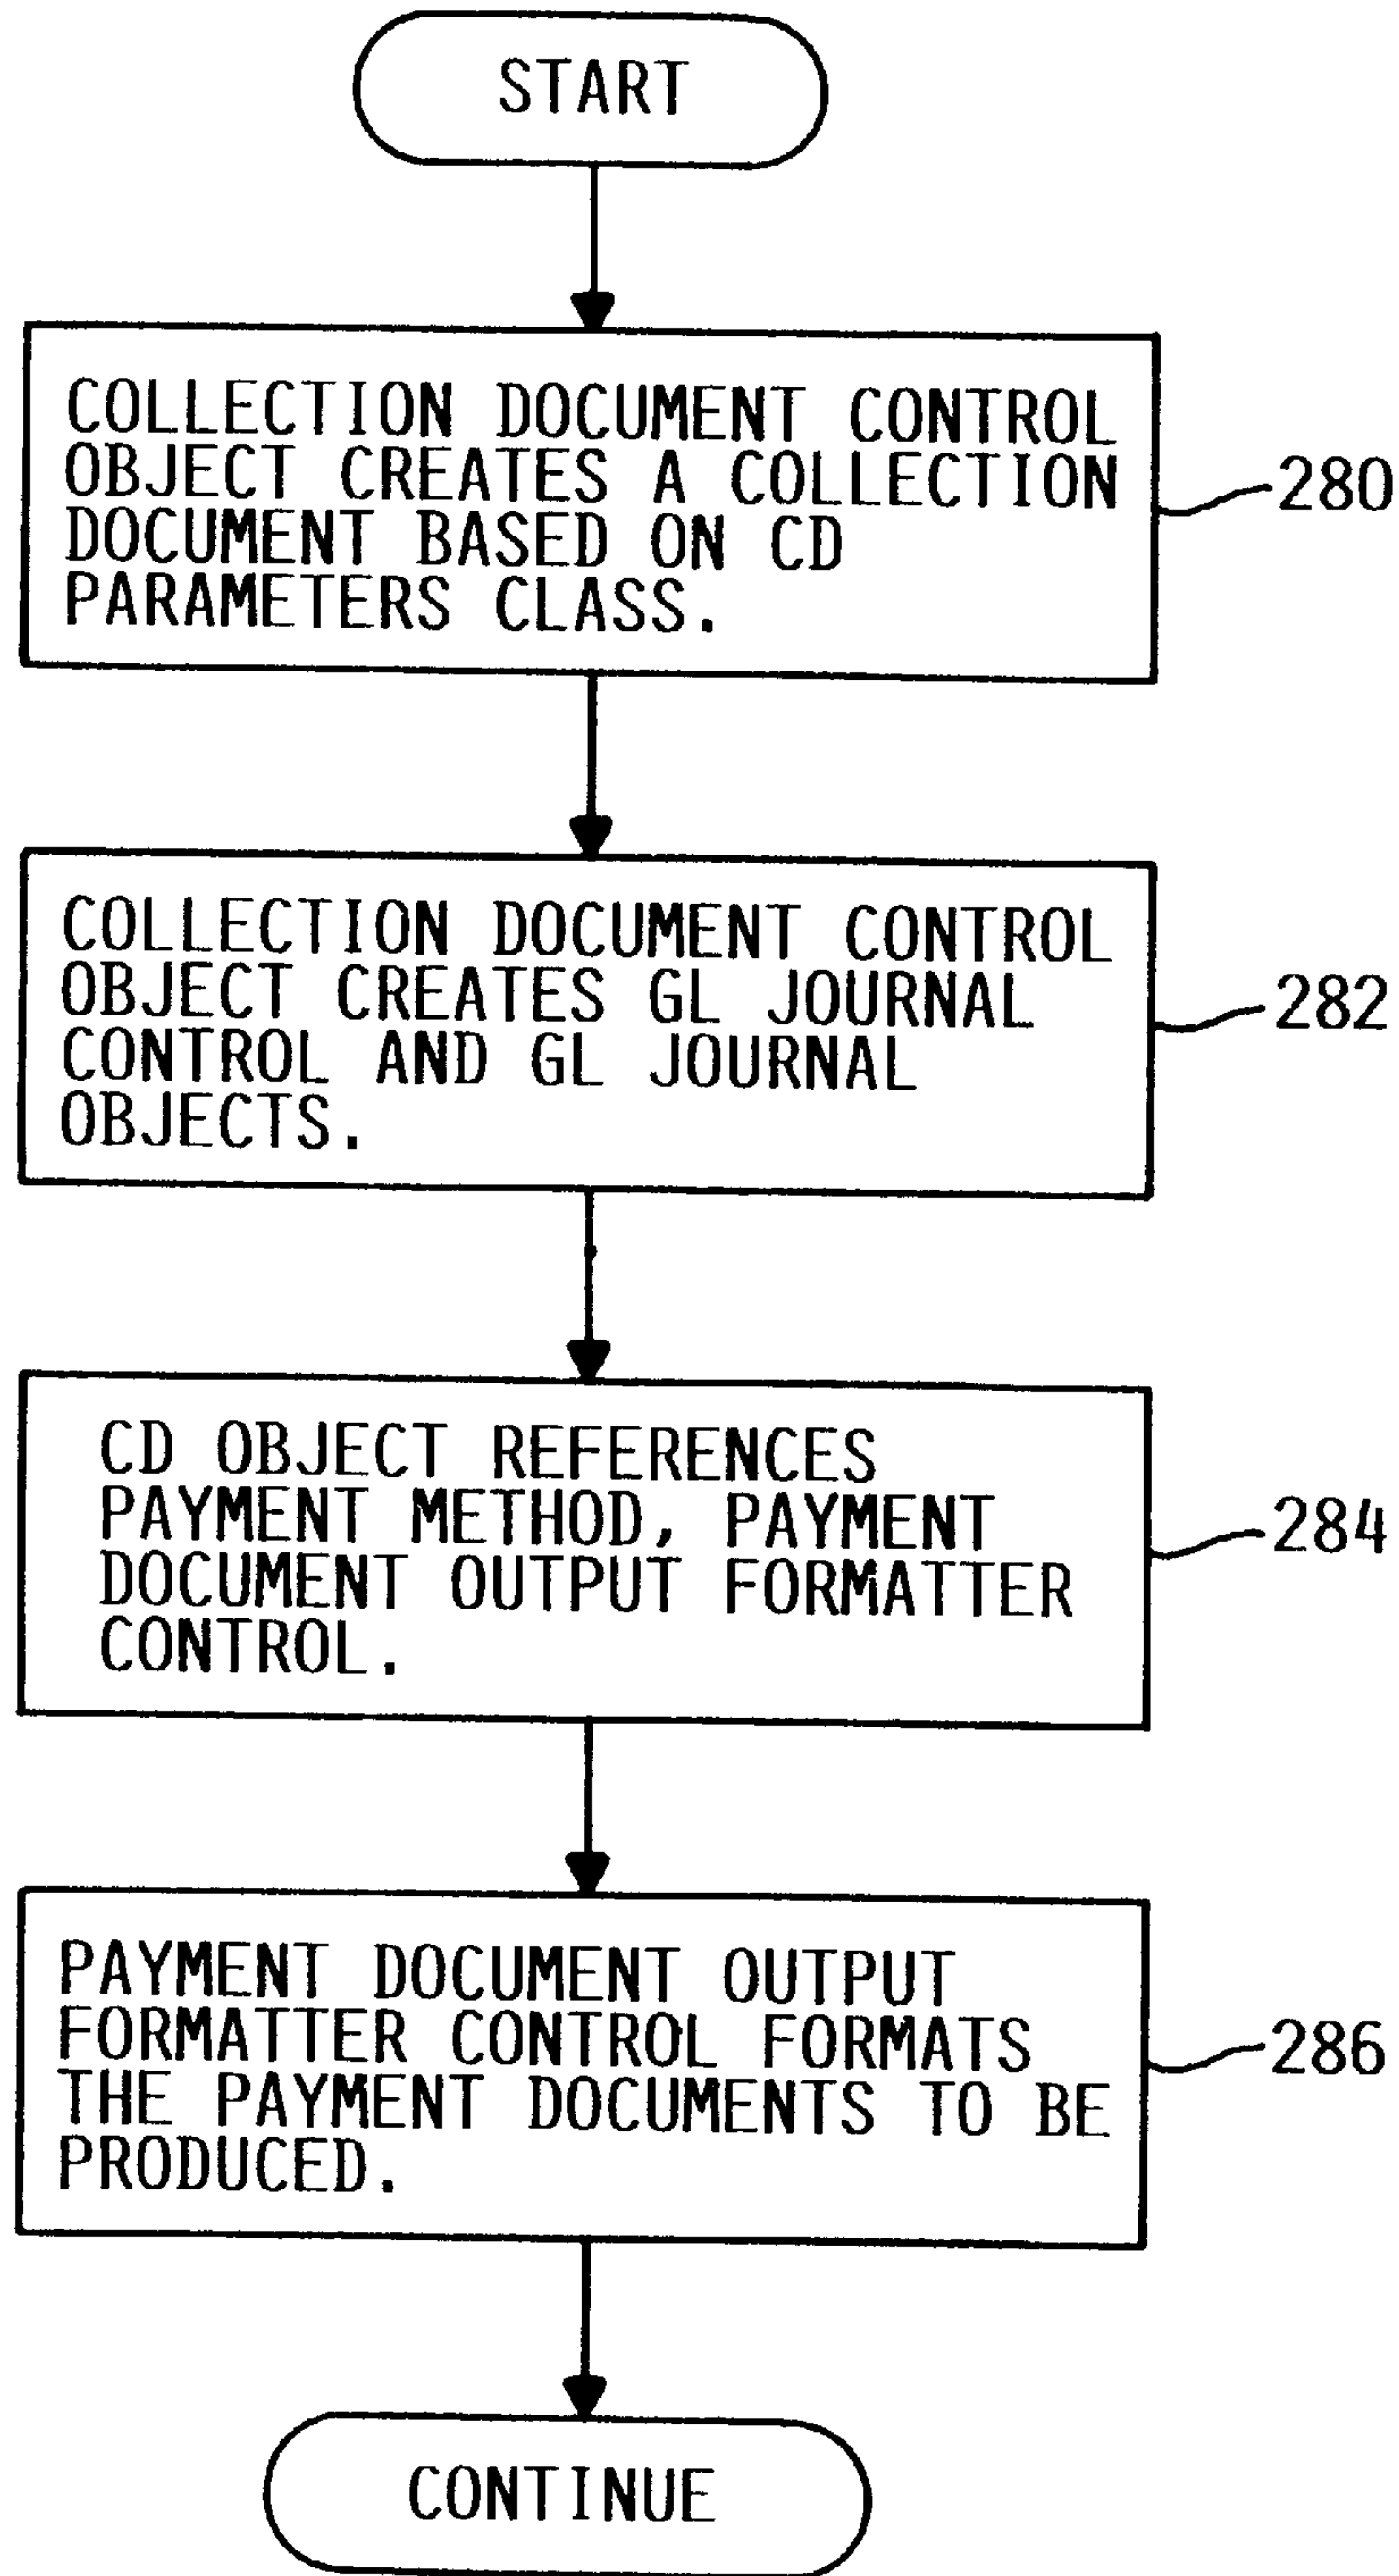 START
COLLECTION DOCUMENT CONTROL
OBJECT CREATES A COLLECTION
DOCUMENT BASED ON CD
PARAMETERS CLASS.
280
COLLECTION DOCUMENT CONTROL
OBJECT CREATES GL JOURNAL
CONTROL AND GL JOURNAL
OBJECTS.
282
CD OBJECT REFERENCES
PAYMENT METHOD, PAYMENT
DOCUMENT OUTPUT FORMATTER
CONTROL.
284
PAYMENT DOCUMENT OUTPUT
FORMATTER CONTROL FORMATS
THE PAYMENT DOCUMENTS TO BE
PRODUCED.
286
CONTINUE